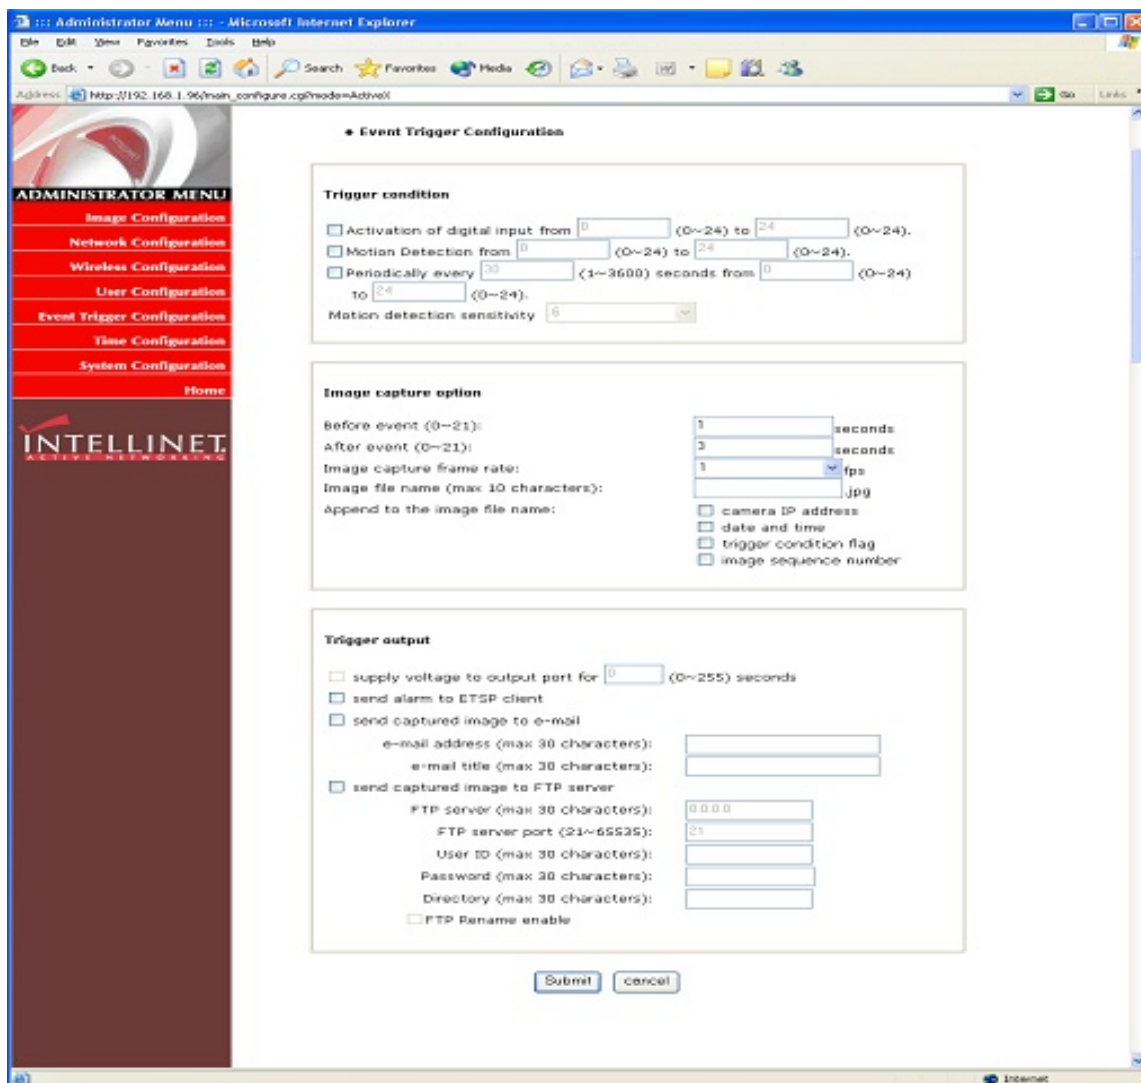 ::: Administrator Menu ::: - Microsoft Internet Explorer
File Edit View Favorites Tools Help
Back Search Favorites Media
Address http://192.168.1.96/main_configure.cgi?mode=ActiveX Go Links
INTELLINET
ADMINISTRATOR MENU
Image Configuration
Network Configuration
Wireless Configuration
User Configuration
Event Trigger Configuration
Time Configuration
System Configuration
Home
INTELLINET
ACTIVE NETWORKING
Event Trigger Configuration
Trigger condition
Activation of digital input from 0 (0~24) to 24 (0~24).
Motion Detection from 0 (0~24) to 24 (0~24).
Periodically every 30 (1~3600) seconds from 0 (0~24)
to 24 (0~24).
Motion detection sensitivity 6
Image capture option
Before event (0~21): 1 seconds
After event (0~21): 3 seconds
Image capture frame rate: 1 fps
Image file name (max 10 characters): .jpg
Append to the image file name: camera IP address
date and time
trigger condition flag
image sequence number
Trigger output
supply voltage to output port for 0 (0~255) seconds
send alarm to ETSP client
send captured image to e-mail
e-mail address (max 30 characters):
e-mail title (max 30 characters):
send captured image to FTP server
FTP server (max 30 characters): 0.0.0.0
FTP server port (21~65535): 21
User ID (max 30 characters):
Password (max 30 characters):
Directory (max 30 characters):
FTP Rename enable
Submit cancel
Internet